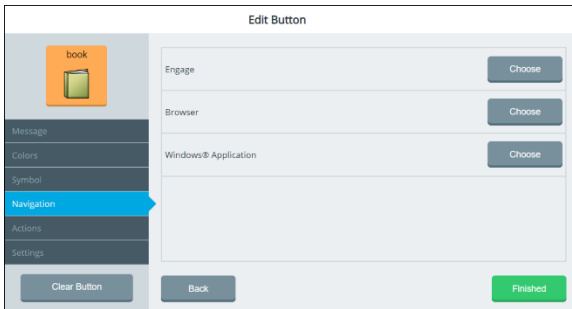 Edit Button
book
Message
Colors
Symbol
Navigation
Actions
Settings
Clear Button
Engage
Choose
Browser
Choose
Windows® Application
Choose
Back
Finished